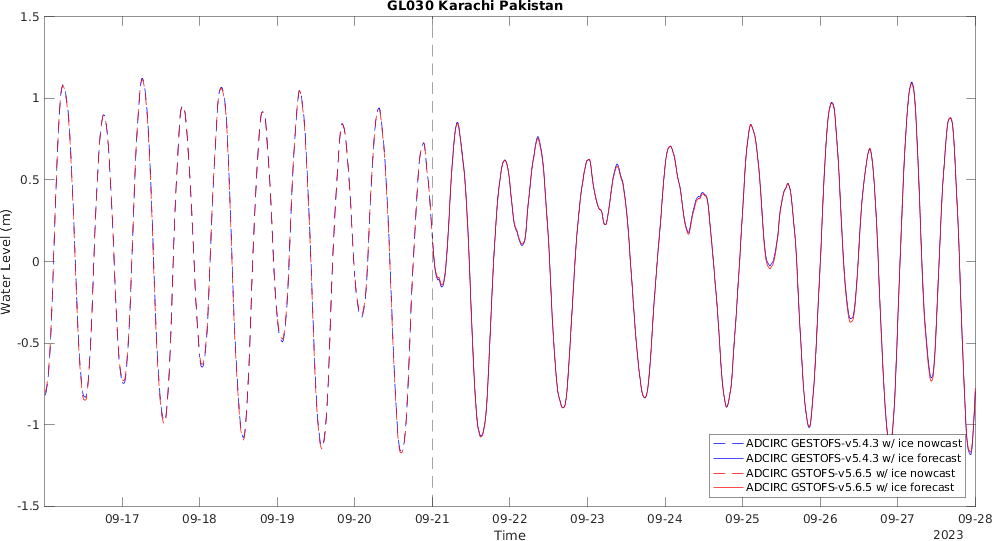 GL030 Karachi Pakistan
1.5
1
0.5
0
-0.5
-1
-1.5
Water Level (m)
ADCIRC GESTOFS-v5.4.3 w/ ice nowcast
ADCIRC GESTOFS-v5.4.3 w/ ice forecast
ADCIRC GSTOFS-v5.6.5 w/ ice nowcast
ADCIRC GSTOFS-v5.6.5 w/ ice forecast
09-17 09-18 09-19 09-20 09-21 09-22 09-23 09-24 09-25 09-26 09-27 09-28
Time
2023